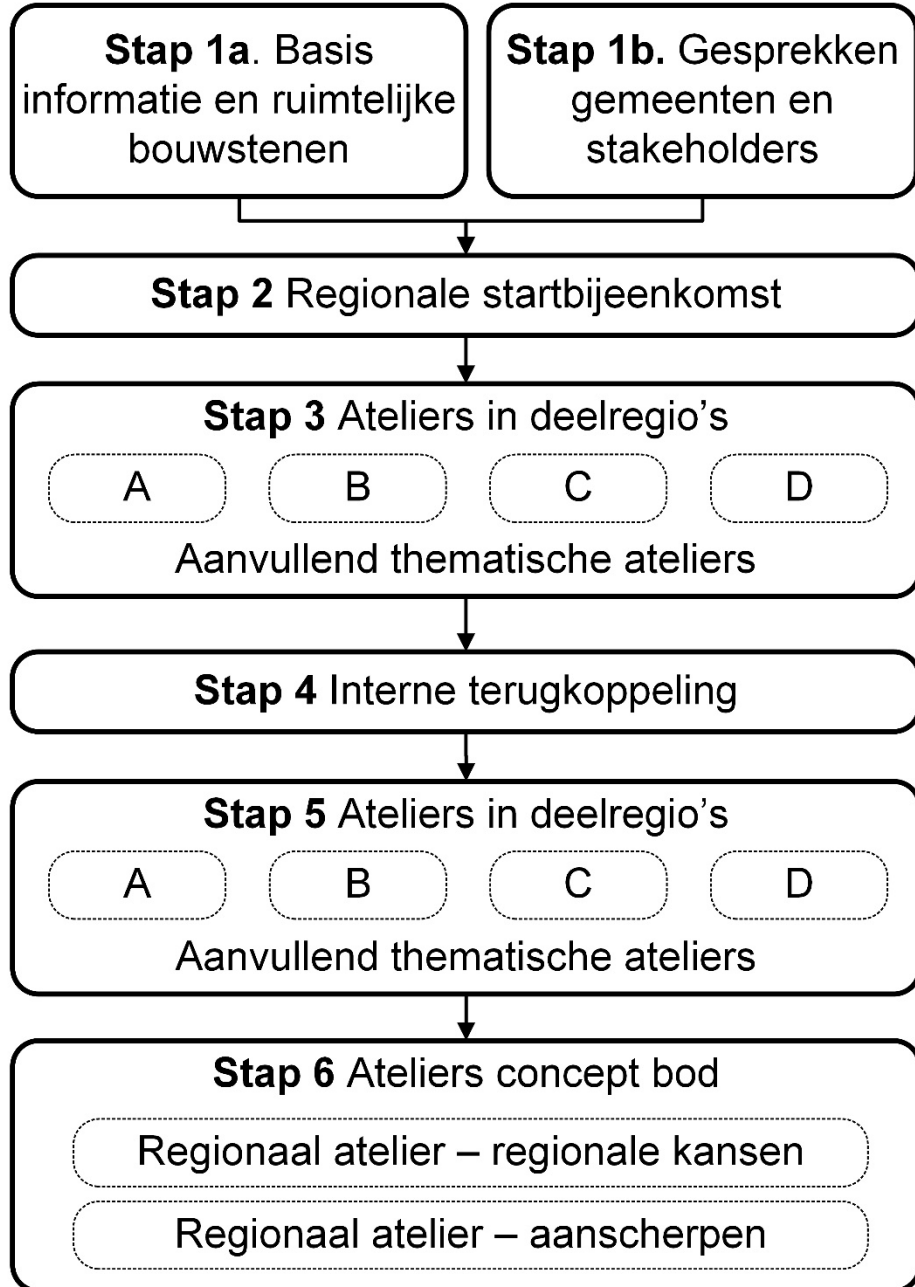 Stap 1a. Basis
informatie en ruimtelijke
bouwstenen
Stap 1b. Gesprekken
gemeenten en
stakeholders
Stap 2 Regionale startbijeenkomst
Stap 3 Ateliers in deelregio’s
A B C D
Aanvullend thematische ateliers
Stap 4 Interne terugkoppeling
Stap 5 Ateliers in deelregio’s
A B C D
Aanvullend thematische ateliers
Stap 6 Ateliers concept bod
Regionaal atelier – regionale kansen
Regionaal atelier – aanscherpen